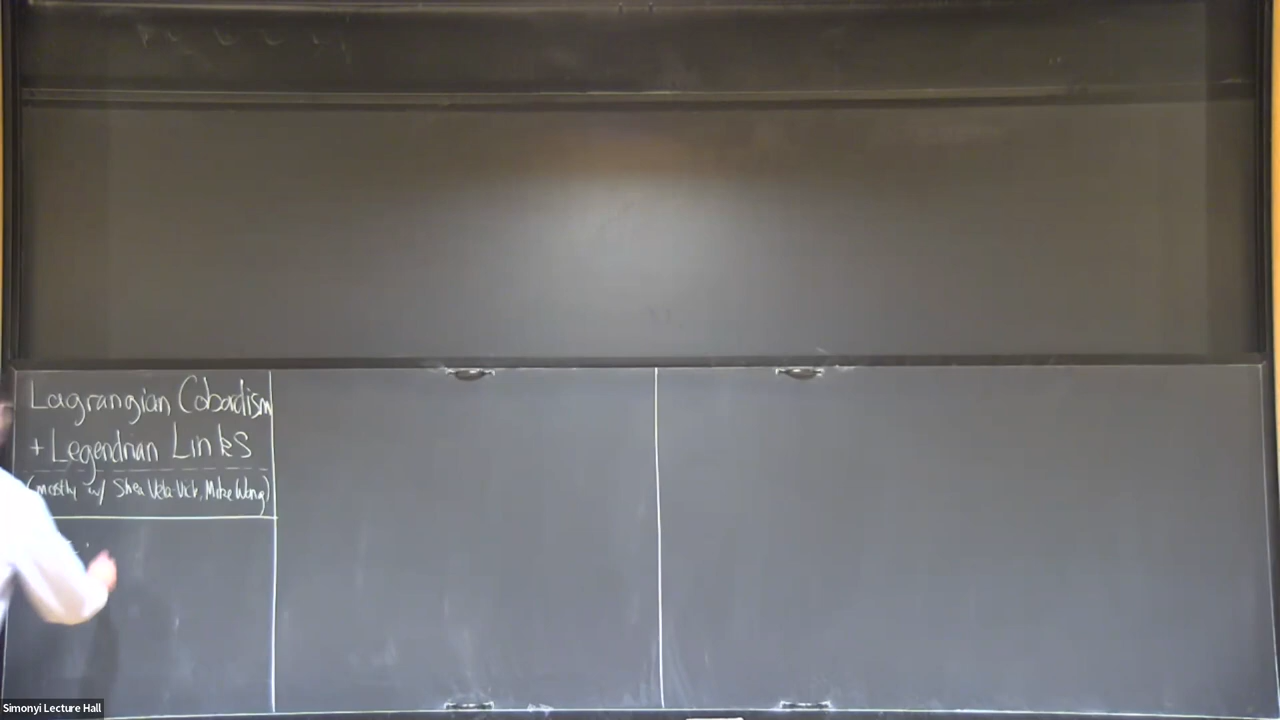 Lagrangian Cobordism
+ Legendrian Links
(mostly w/ Shea Vela-Vick, Mike Wong)
Simonyi Lecture Hall